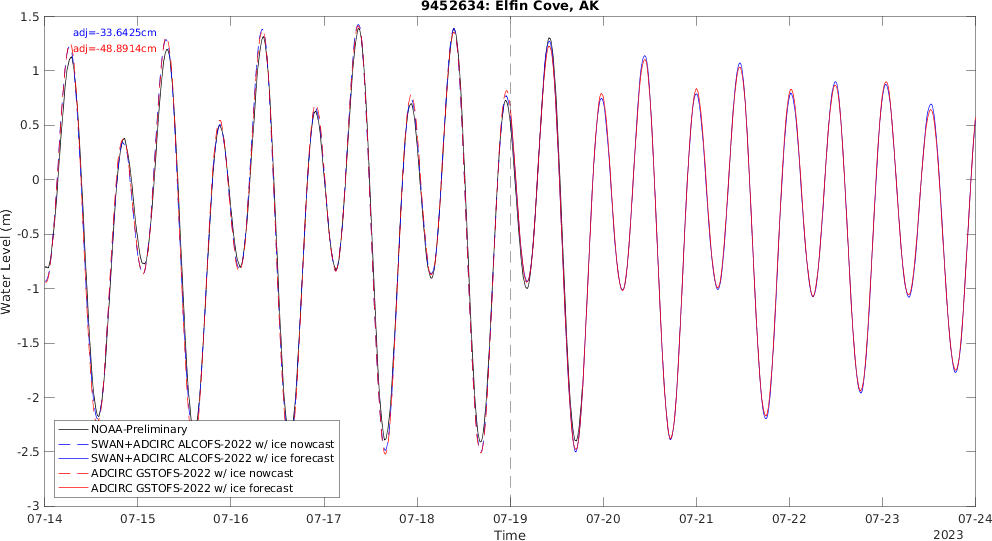 9452634: Elfin Cove, AK
adj=-33.6425cm
adj=-48.8914cm
1.5
1
0.5
0
-0.5
-1
-1.5
-2
-2.5
-3
Water Level (m)
NOAA-Preliminary
SWAN+ADCIRC ALCOFS-2022 w/ ice nowcast
SWAN+ADCIRC ALCOFS-2022 w/ ice forecast
ADCIRC GSTOFS-2022 w/ ice nowcast
ADCIRC GSTOFS-2022 w/ ice forecast
07-14 07-15 07-16 07-17 07-18 07-19 07-20 07-21 07-22 07-23 07-24
Time
2023